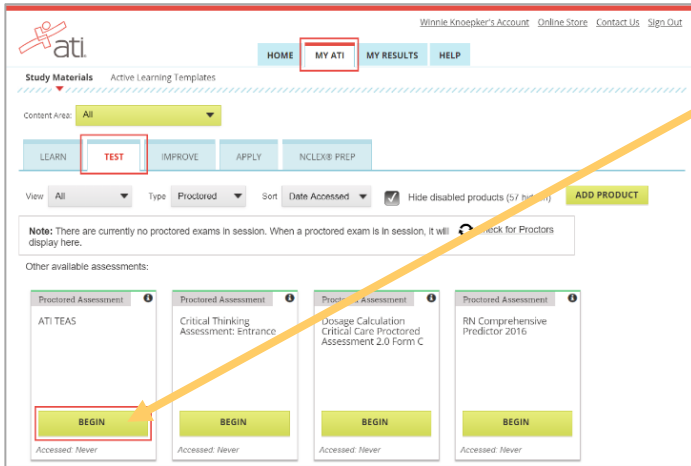 Winnie Knoepker's Account Online Store Contact Us Sign Out
ati
HOME MY ATI MY RESULTS HELP
Study Materials Active Learning Templates
Content Area: All
LEARN TEST IMPROVE APPLY NCLEX® PREP
View All Type Proctored Sort Date Accessed Hide disabled products (57 ADD PRODUCT
Note: There are currently no proctored exams in session. When a proctored exam is in session, it will Check for Proctors
display here.
Other available assessments:
Proctored Assessment Proctored Assessment Proctored Assessment Proctored Assessment
ATI TEAS Critical Thinking Dosage Calculation RN Comprehensive
Assessment: Entrance Critical Care Proctored Predictor 2016
Assessment 2.0 Form C
BEGIN BEGIN BEGIN BEGIN
Accessed: Never Accessed: Never Accessed: Never Accessed: Never